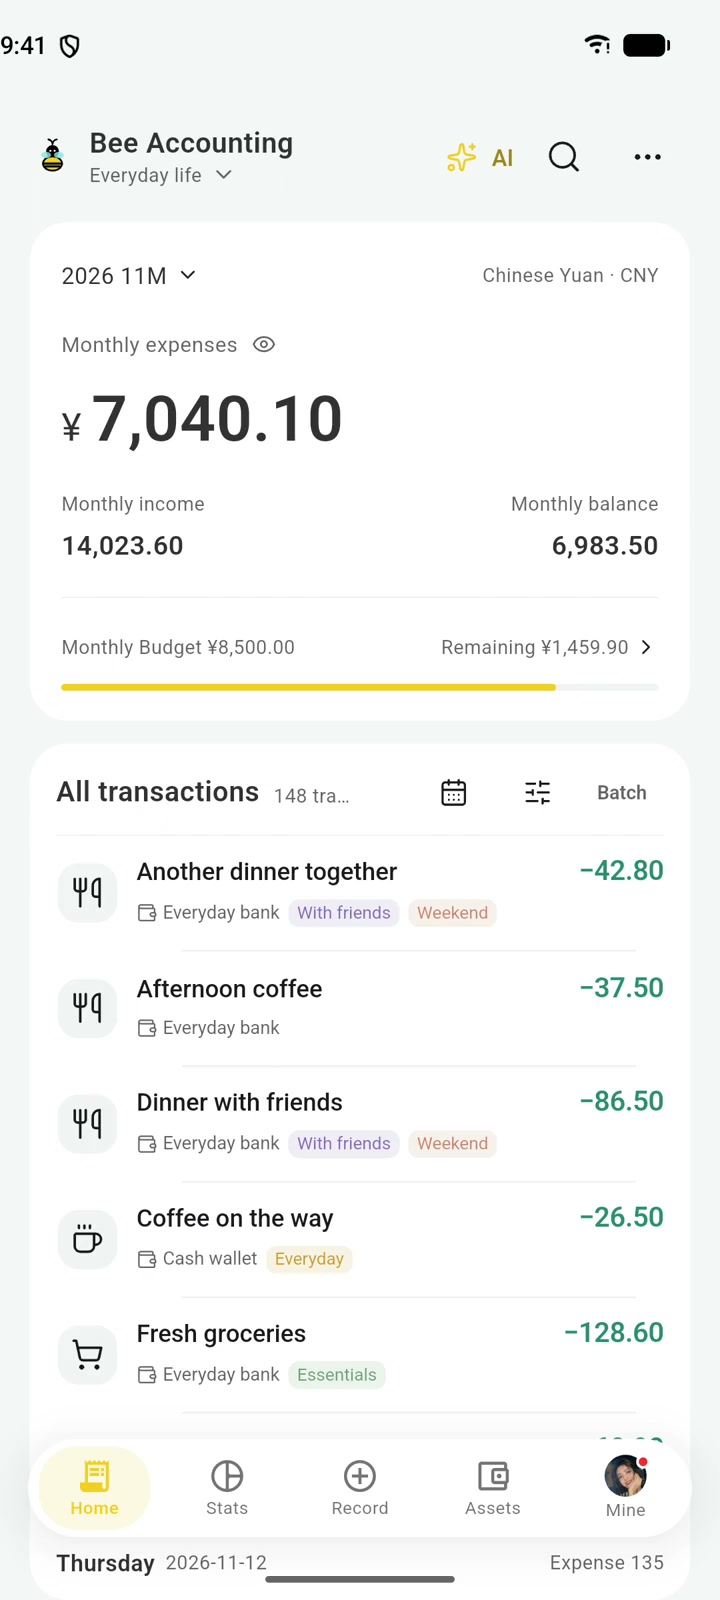 9:41
Bee Accounting
Everyday life
AI
2026 11M
Chinese Yuan · CNY
Monthly expenses
¥ 7,040.10
Monthly income
Monthly balance
14,023.60
6,983.50
Monthly Budget ¥8,500.00
Remaining ¥1,459.90
All transactions 148 tra...
Batch
Another dinner together
−42.80
Everyday bank With friends Weekend
Afternoon coffee
−37.50
Everyday bank
Dinner with friends
−86.50
Everyday bank With friends Weekend
Coffee on the way
−26.50
Cash wallet Everyday
Fresh groceries
−128.60
Everyday bank Essentials
Home
Stats
Record
Assets
Mine
Thursday 2026-11-12
Expense 135